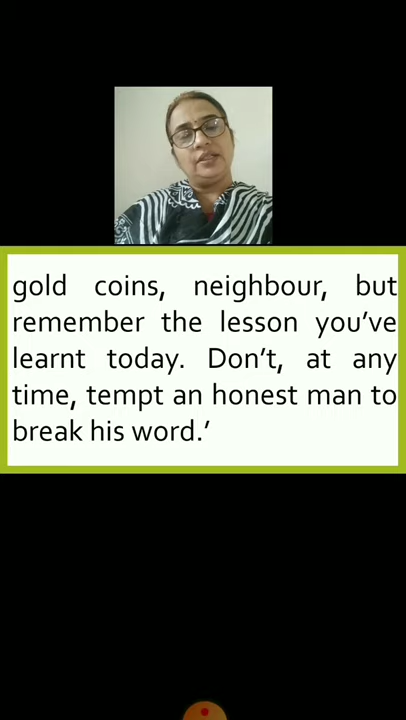 gold coins, neighbour, but
remember the lesson you've
learnt today. Don't, at any
time, tempt an honest man to
break his word.'